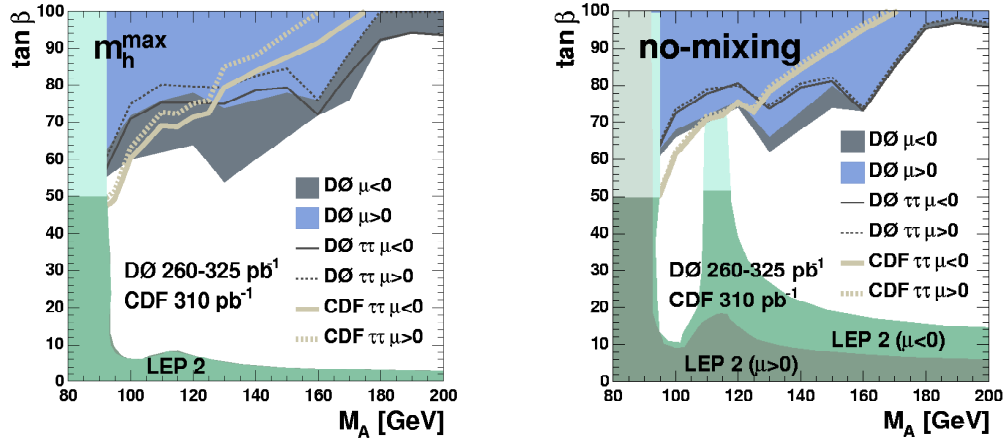 tan β
100
90
80
70
60
50
40
30
20
10
0
m_h^max
DØ μ<0
DØ μ>0
DØ ττ μ<0
DØ ττ μ>0
CDF ττ μ<0
CDF ττ μ>0
DØ 260-325 pb⁻¹
CDF 310 pb⁻¹
LEP 2
80 100 120 140 160 180 200
M_A [GeV]
tan β
100
90
80
70
60
50
40
30
20
10
0
no-mixing
DØ μ<0
DØ μ>0
DØ ττ μ<0
DØ ττ μ>0
CDF ττ μ<0
CDF ττ μ>0
DØ 260-325 pb⁻¹
CDF 310 pb⁻¹
LEP 2 (μ<0)
LEP 2 (μ>0)
80 100 120 140 160 180 200
M_A [GeV]